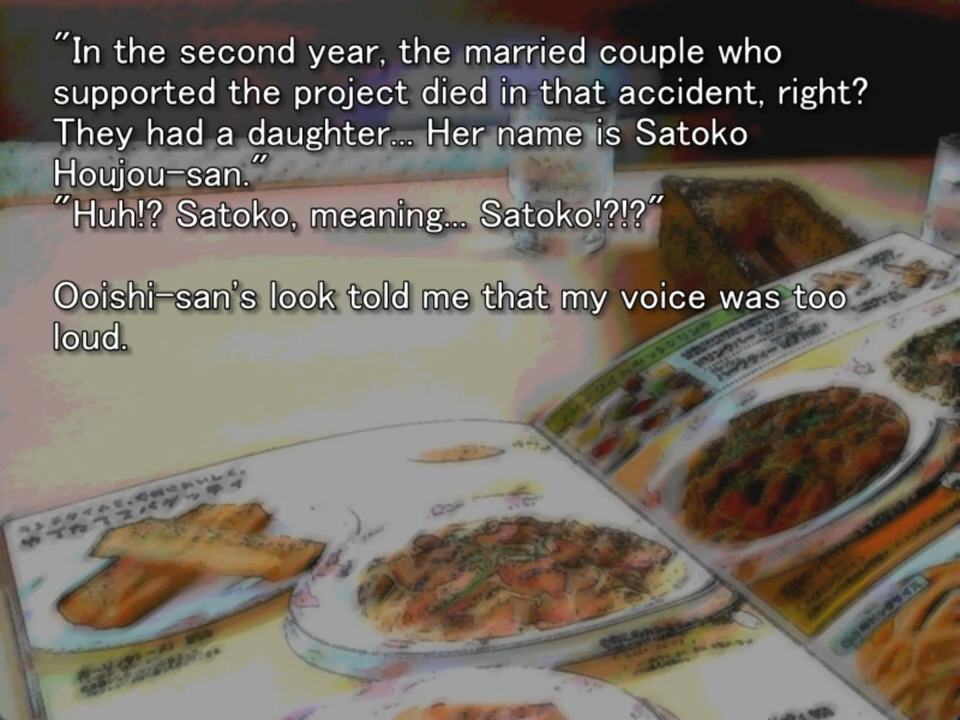 "In the second year, the married couple who
supported the project died in that accident, right?
They had a daughter... Her name is Satoko
Houjou-san."
"Huh!? Satoko, meaning... Satoko!?!?"
Ooishi-san's look told me that my voice was too
loud.